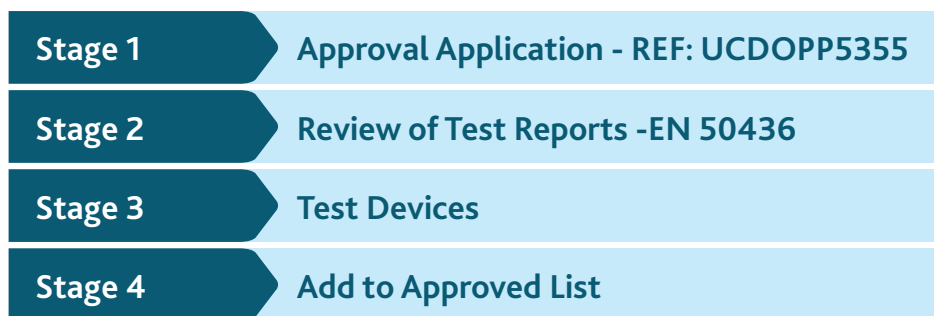 Stage 1 Approval Application - REF: UCDOPP5355
Stage 2 Review of Test Reports -EN 50436
Stage 3 Test Devices
Stage 4 Add to Approved List